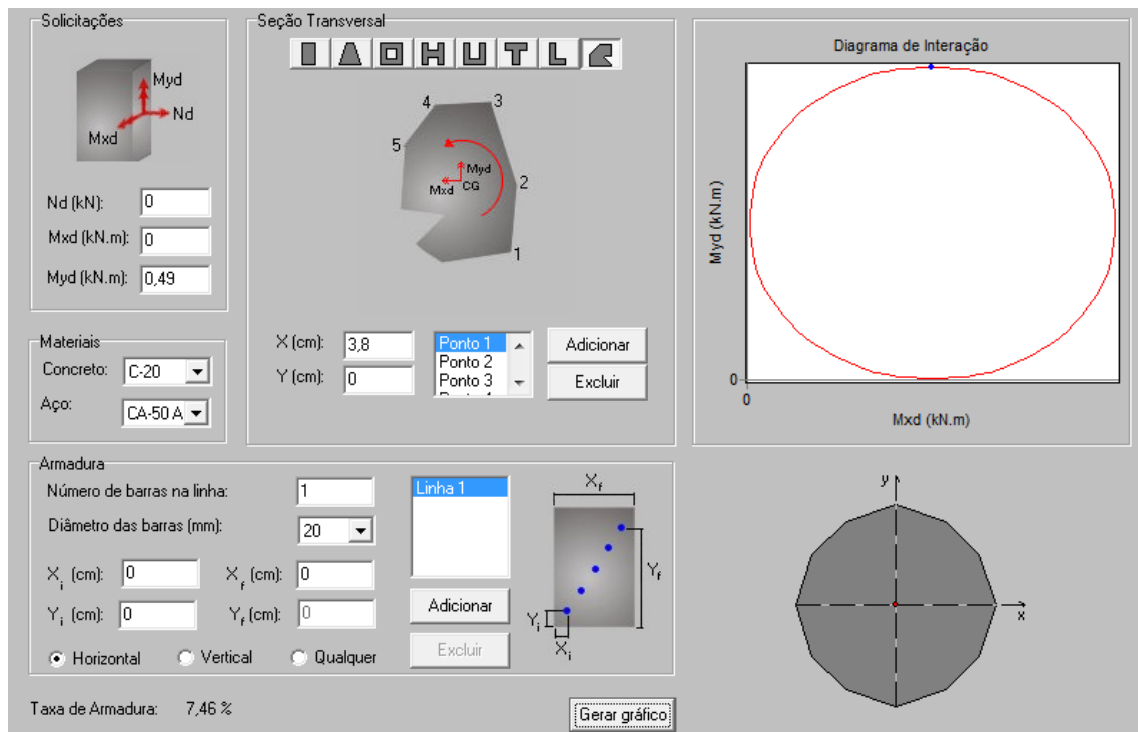 Solicitações
Myd
Nd
Mxd
Nd (kN): 0
Mxd (kN.m): 0
Myd (kN.m): 0,49
Materiais
Concreto: C-20
Aço: CA-50 A
Seção Transversal
4
3
5
Myd
Mxd CG
2
1
X (cm): 3,8
Y (cm): 0
Ponto 1
Ponto 2
Ponto 3
Adicionar
Excluir
Diagrama de Interação
Myd (kN.m)
0
0
Mxd (kN.m)
Armadura
Número de barras na linha: 1
Diâmetro das barras (mm): 20
Xi (cm): 0 Xf (cm): 0
Yi (cm): 0 Yf (cm): 0
Horizontal Vertical Qualquer
Linha 1
Adicionar
Excluir
Xf
Yf
Yi
Xi
y
x
Taxa de Armadura: 7,46 %
Gerar gráfico